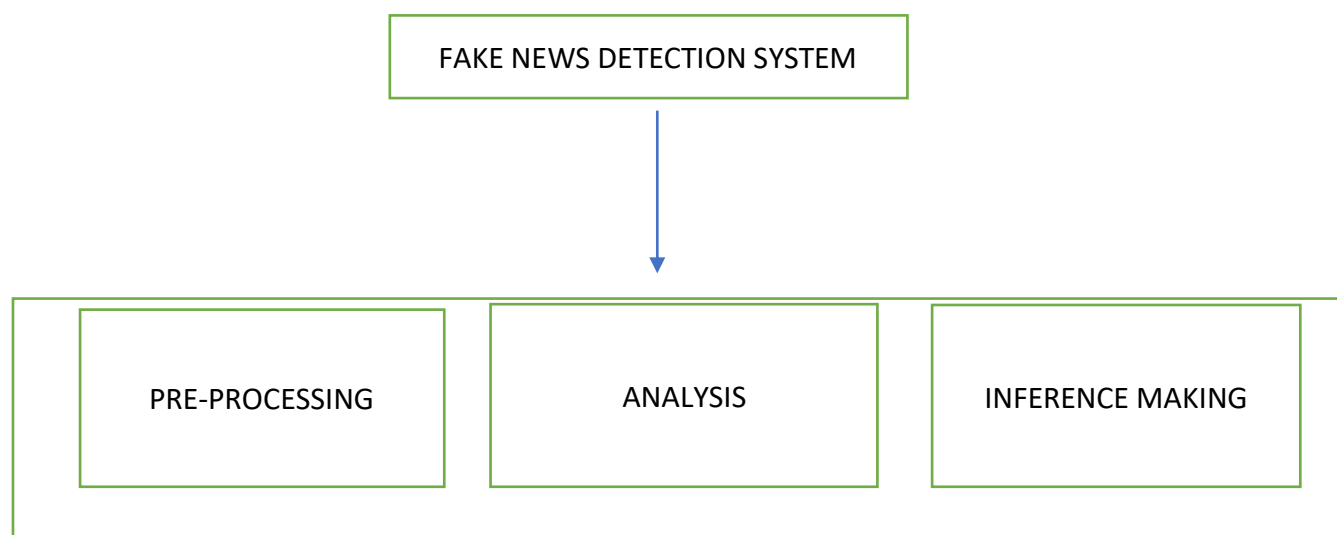 FAKE NEWS DETECTION SYSTEM
PRE-PROCESSING
ANALYSIS
INFERENCE MAKING